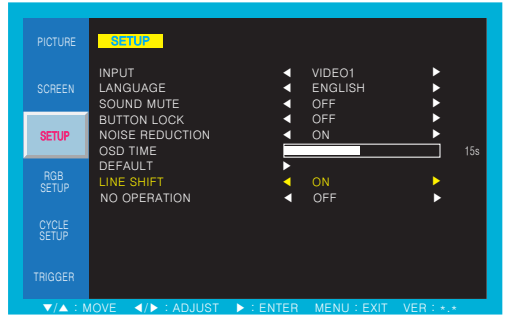 PICTURE
SCREEN
SETUP
RGB
SETUP
CYCLE
SETUP
TRIGGER
SETUP
INPUT ◀ VIDEO1 ▶
LANGUAGE ◀ ENGLISH ▶
SOUND MUTE ◀ OFF ▶
BUTTON LOCK ◀ OFF ▶
NOISE REDUCTION ◀ ON ▶
OSD TIME 15s
DEFAULT ▶
LINE SHIFT ◀ ON ▶
NO OPERATION ◀ OFF ▶
▼/▲ : MOVE ◀/▶ : ADJUST ▶ : ENTER MENU : EXIT VER : *.*